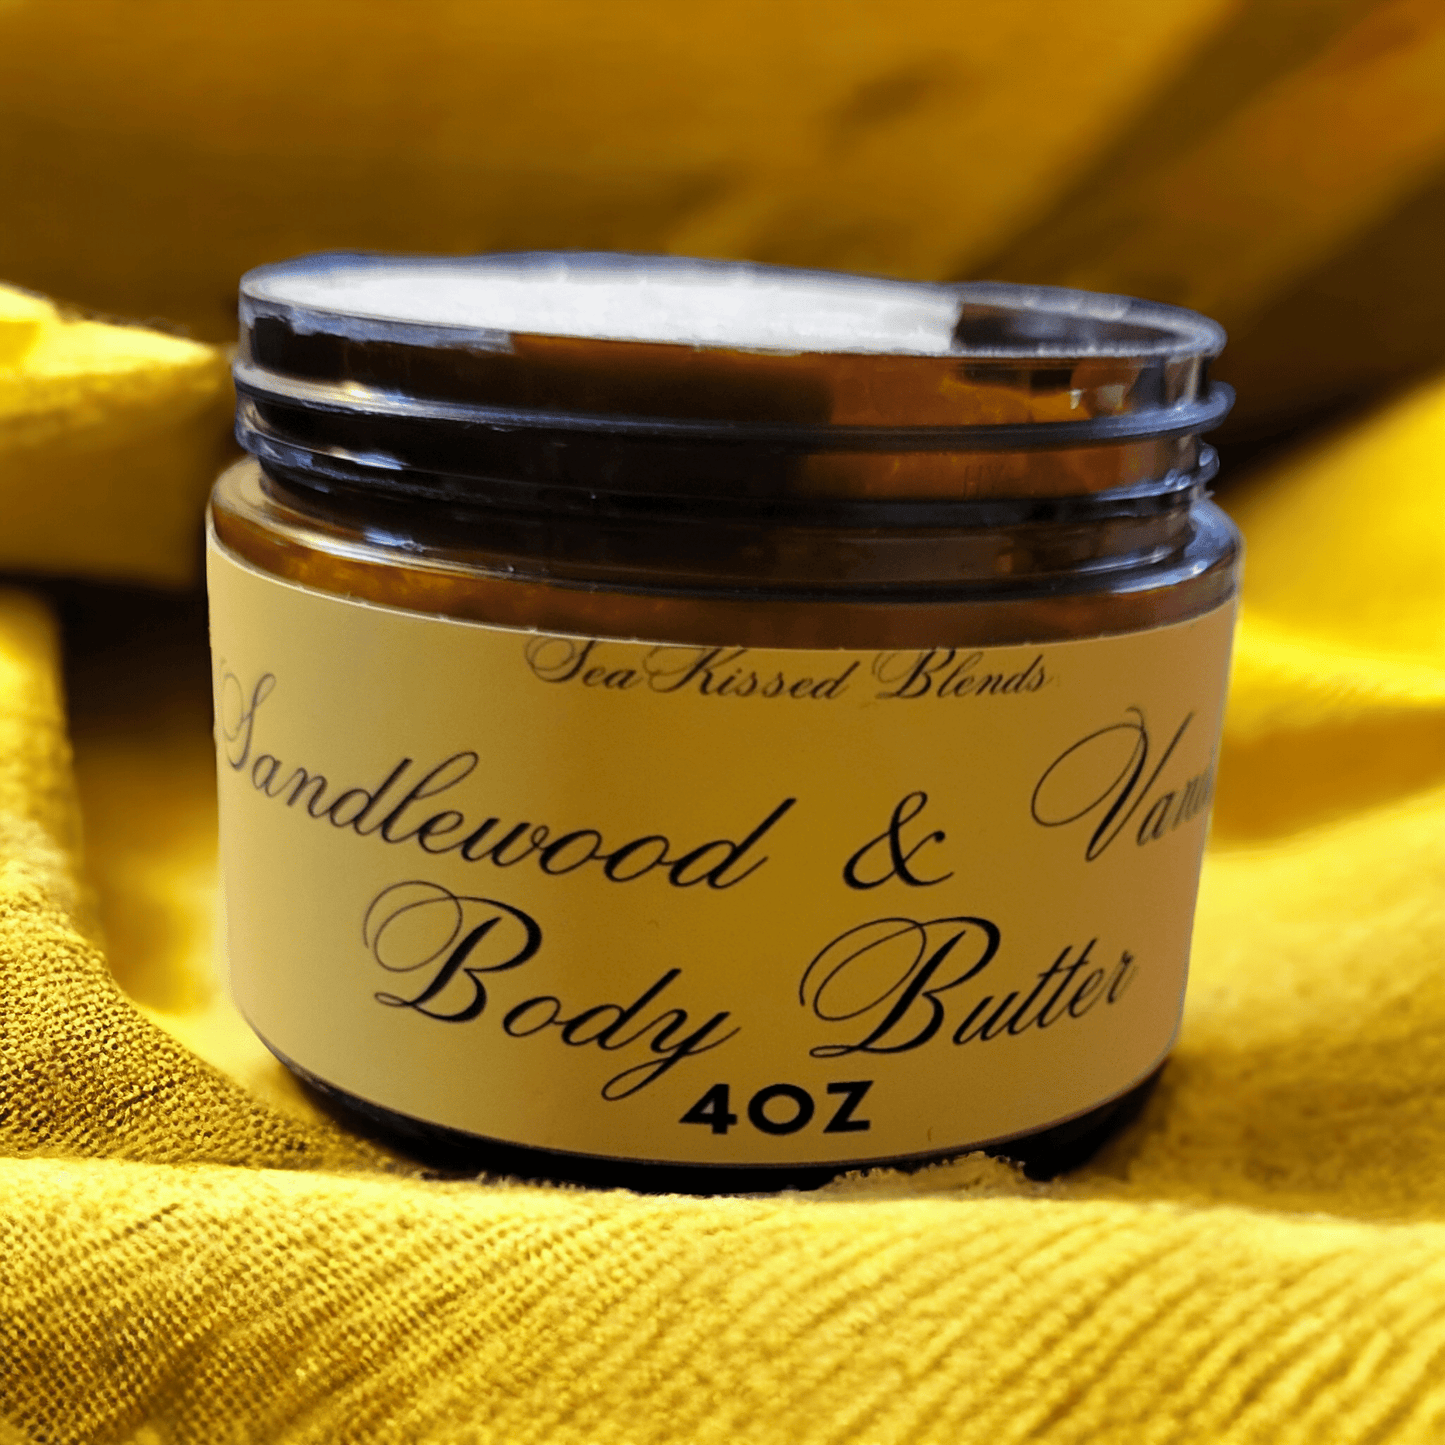 SeaKissed Blends
Sandlewood &
Body Butter
4OZ